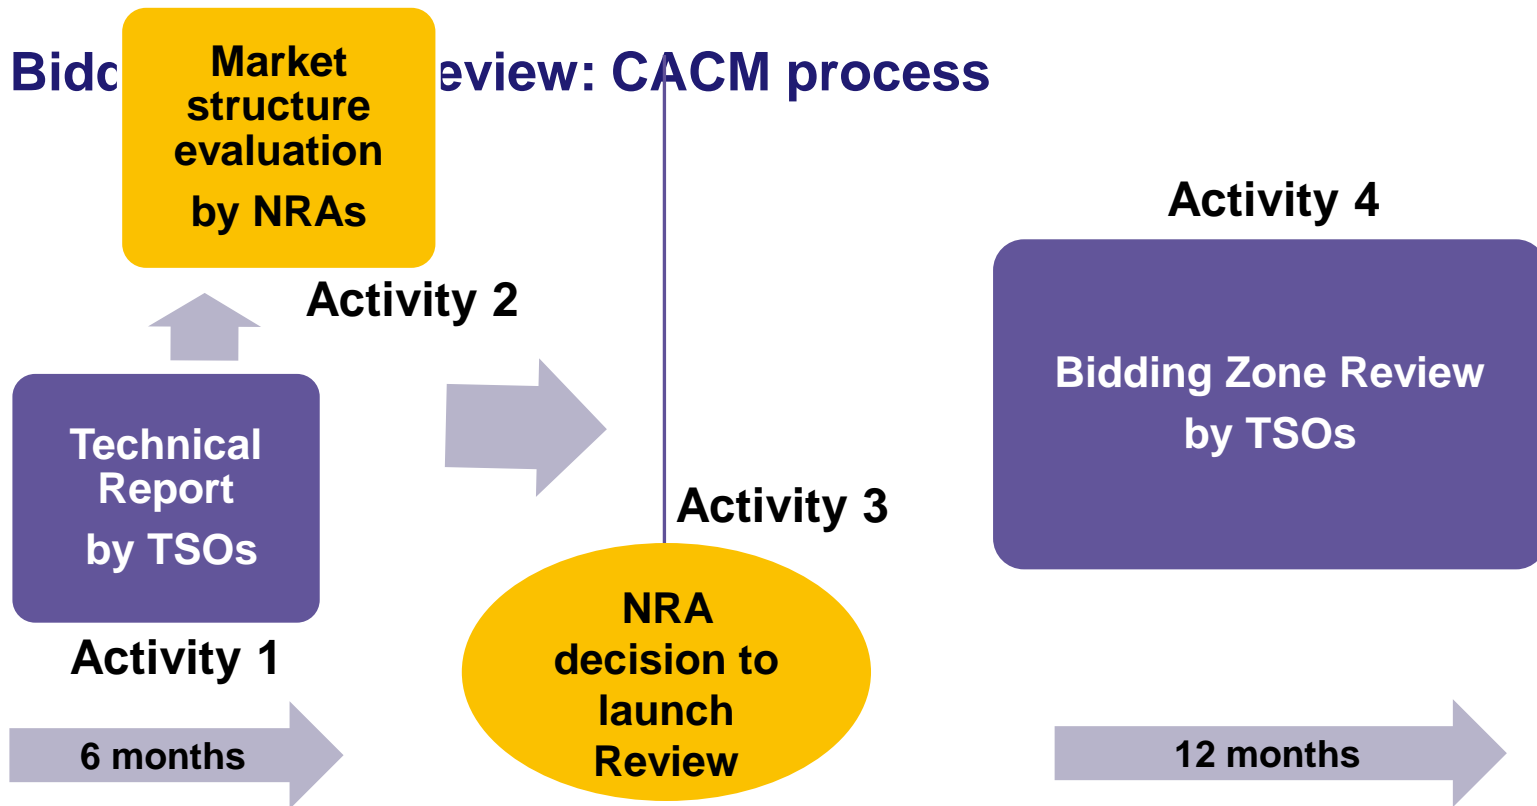 Bidd
eview: CACM process
Market
structure
evaluation
by NRAs
Activity 2
Activity 4
Technical
Report
by TSOs
Activity 1
Bidding Zone Review
by TSOs
Activity 3
NRA
decision to
launch
Review
6 months
12 months